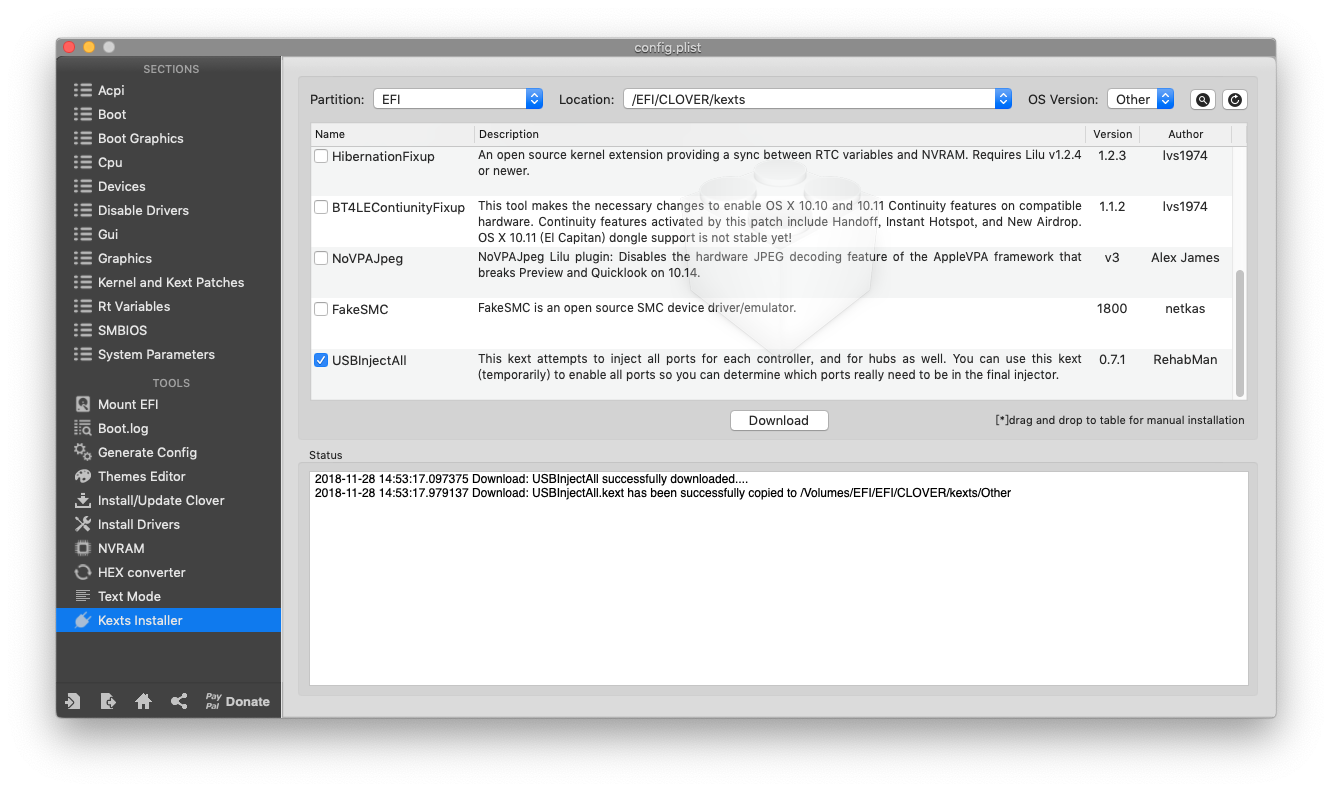 config.plist
SECTIONS
Acpi
Boot
Boot Graphics
Cpu
Devices
Disable Drivers
Gui
Graphics
Kernel and Kext Patches
Rt Variables
SMBIOS
System Parameters
TOOLS
Mount EFI
Boot.log
Generate Config
Themes Editor
Install/Update Clover
Install Drivers
NVRAM
HEX converter
Text Mode
Kexts Installer
Pay
Pal
Donate
Partition: EFI Location: /EFI/CLOVER/kexts OS Version: Other
Name Description Version Author
HibernationFixup An open source kernel extension providing a sync between RTC variables and NVRAM. Requires Lilu v1.2.4 1.2.3 lvs1974
or newer.
BT4LEContiunityFixup This tool makes the necessary changes to enable OS X 10.10 and 10.11 Continuity features on compatible 1.1.2 lvs1974
hardware. Continuity features activated by this patch include Handoff, Instant Hotspot, and New Airdrop.
OS X 10.11 (El Capitan) dongle support is not stable yet!
NoVPAJpeg NoVPAJpeg Lilu plugin: Disables the hardware JPEG decoding feature of the AppleVPA framework that v3 Alex James
breaks Preview and Quicklook on 10.14.
FakeSMC FakeSMC is an open source SMC device driver/emulator. 1800 netkas
USBInjectAll This kext attempts to inject all ports for each controller, and for hubs as well. You can use this kext 0.7.1 RehabMan
(temporarily) to enable all ports so you can determine which ports really need to be in the final injector.
Download
[*]drag and drop to table for manual installation
Status
2018-11-28 14:53:17.097375 Download: USBInjectAll successfully downloaded....
2018-11-28 14:53:17.979137 Download: USBInjectAll.kext has been successfully copied to /Volumes/EFI/EFI/CLOVER/kexts/Other